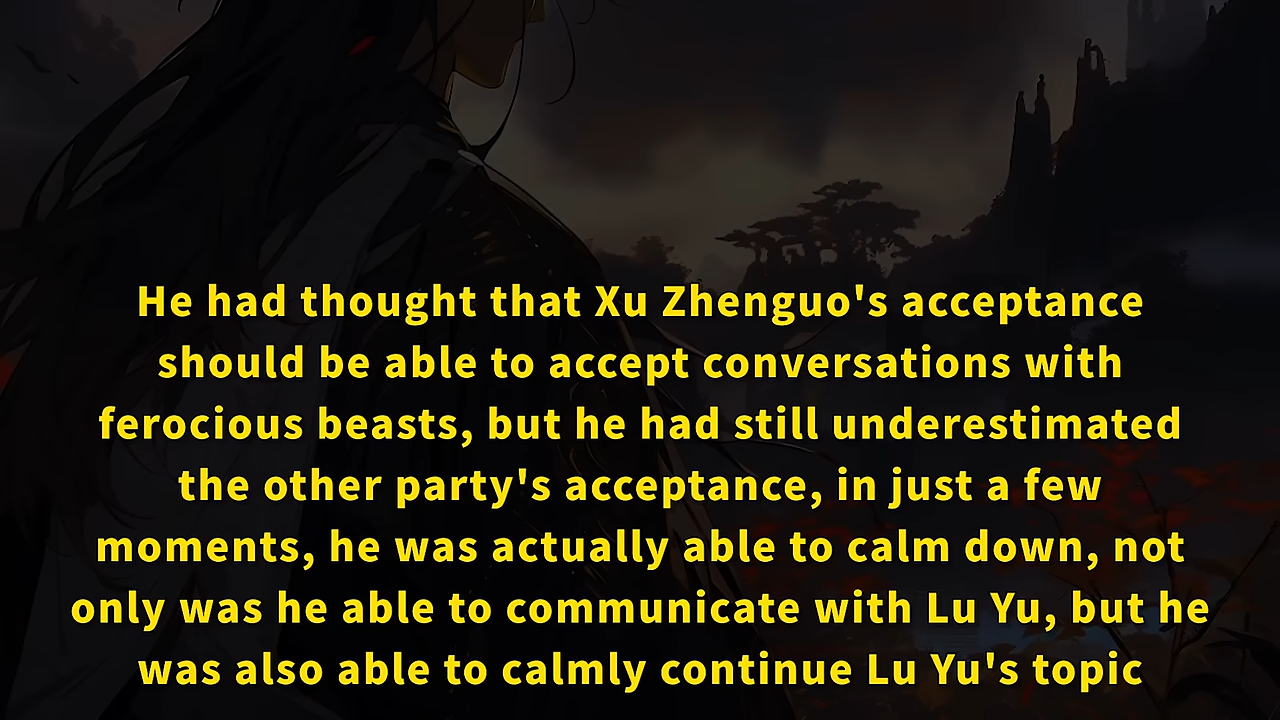 He had thought that Xu Zhenguo's acceptance
should be able to accept conversations with
ferocious beasts, but he had still underestimated
the other party's acceptance, in just a few
moments, he was actually able to calm down, not
only was he able to communicate with Lu Yu, but he
was also able to calmly continue Lu Yu's topic